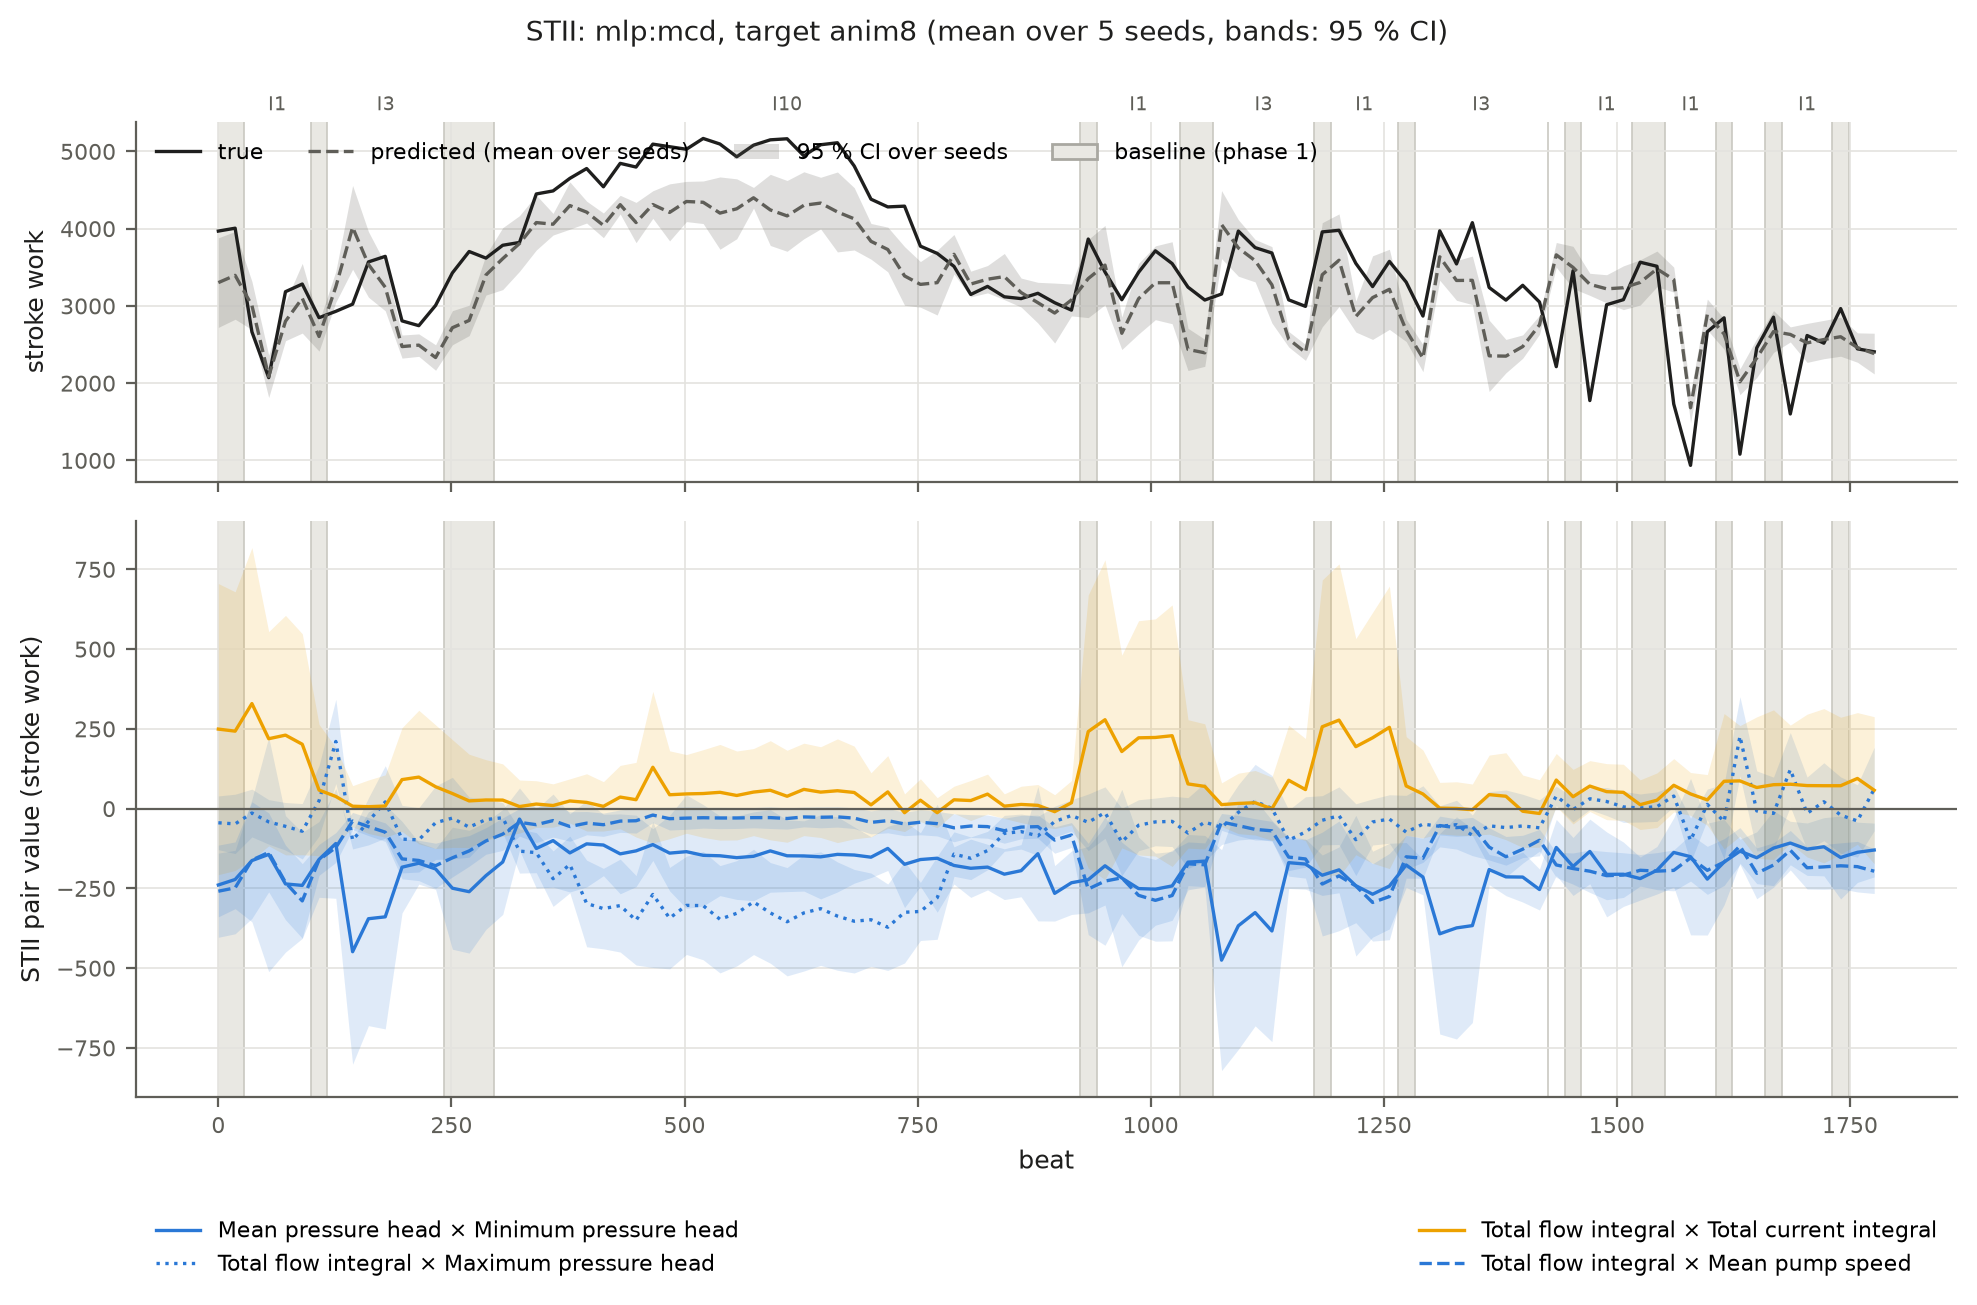 STII: mlp:mcd, target anim8 (mean over 5 seeds, bands: 95 % CI)
I1 I3 I10 I1 I3 I1 I3 I1 I1 I1
true predicted (mean over seeds) 95 % CI over seeds baseline (phase 1)
stroke work
5000
4000
3000
2000
1000
STII pair value (stroke work)
750
500
250
0
−250
−500
−750
0 250 500 750 1000 1250 1500 1750
beat
Mean pressure head × Minimum pressure head
Total flow integral × Maximum pressure head
Total flow integral × Total current integral
Total flow integral × Mean pump speed